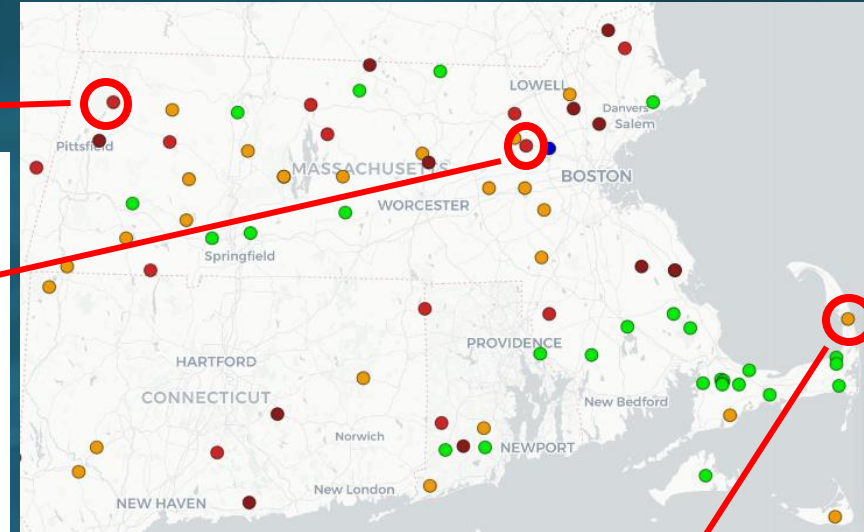 LOWELL
Danvers
Salem
Pittsfield
MASSACHUSETTS
BOSTON
WORCESTER
Springfield
PROVIDENCE
HARTFORD
CONNECTICUT
New Bedford
Norwich
NEWPORT
New London
NEW HAVEN